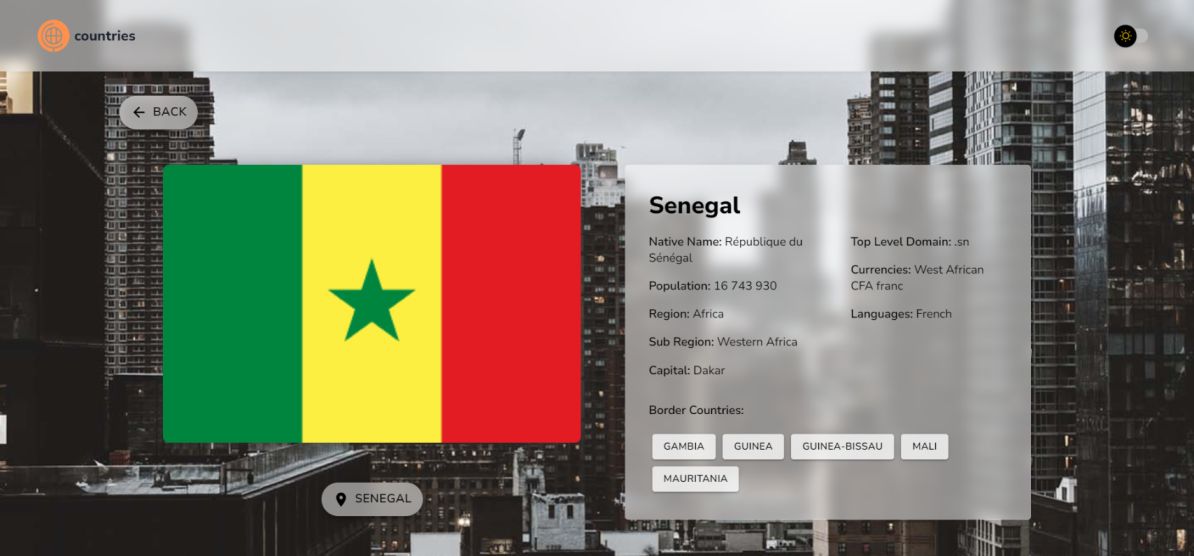 countries
BACK
Senegal
Native Name: République du
Sénégal
Population: 16 743 930
Region: Africa
Sub Region: Western Africa
Capital: Dakar
Top Level Domain: .sn
Currencies: West African
CFA franc
Languages: French
Border Countries:
GAMBIA GUINEA GUINEA-BISSAU MALI
MAURITANIA
SENEGAL